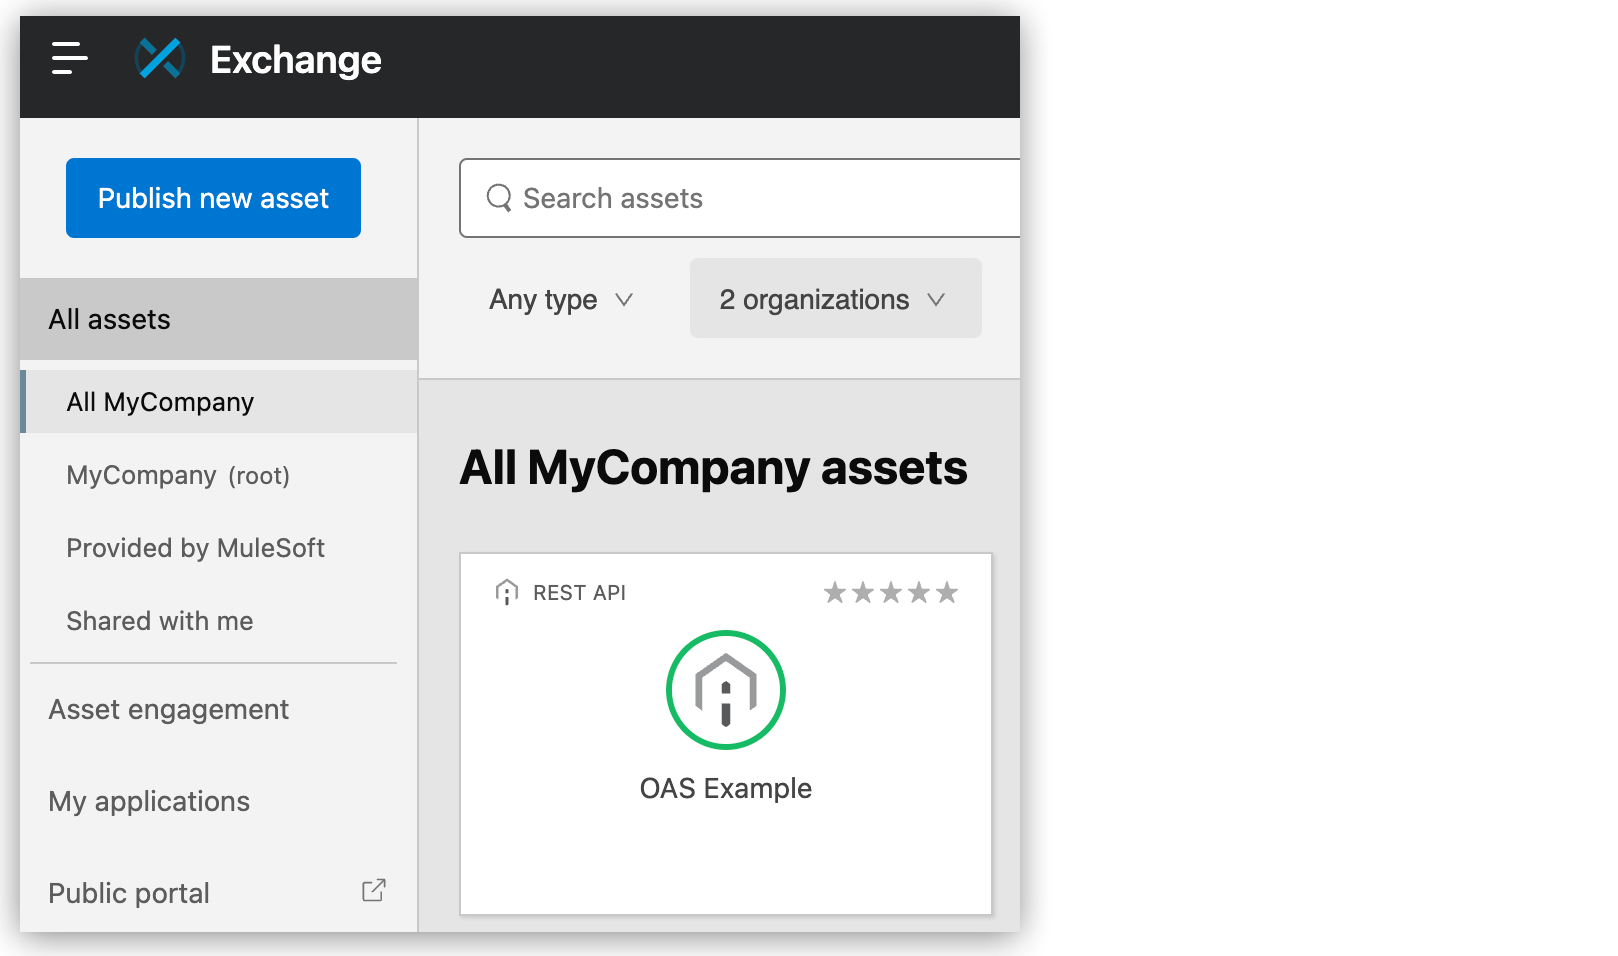 Exchange
Publish new asset
Search assets
Any type
2 organizations
All assets
All MyCompany
MyCompany (root)
Provided by MuleSoft
Shared with me
Asset engagement
My applications
Public portal
All MyCompany assets
REST API
OAS Example